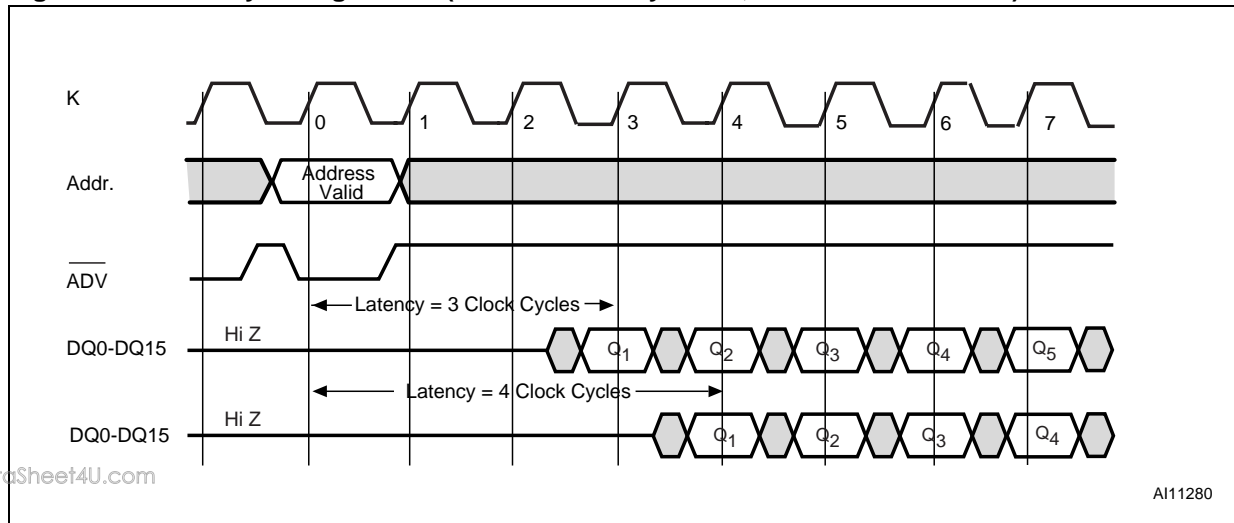 K
0 1 2 3 4 5 6 7
Addr.
Address
Valid
ADV
Latency = 3 Clock Cycles
DQ0-DQ15
Hi Z
Q1 Q2 Q3 Q4 Q5
Latency = 4 Clock Cycles
DQ0-DQ15
Hi Z
Q1 Q2 Q3 Q4
aSheet4U.com
AI11280